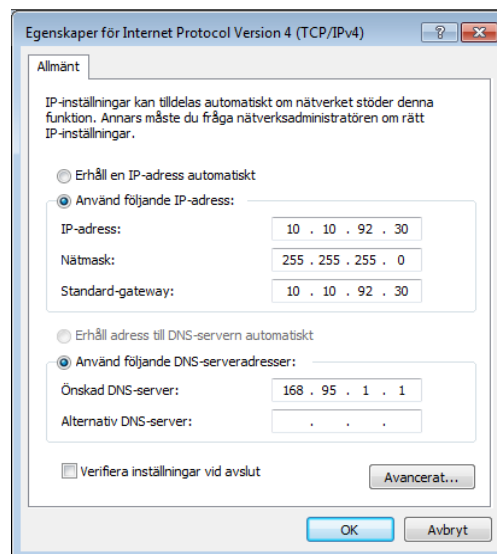 Egenskaper för Internet Protocol Version 4 (TCP/IPv4)
Allmänt
IP-inställningar kan tilldelas automatiskt om nätverket stöder denna
funktion. Annars måste du fråga nätverksadministratören om rätt
IP-inställningar.
Erhåll en IP-adress automatiskt
Använd följande IP-adress:
IP-adress: 10 . 10 . 92 . 30
Nätmask: 255 . 255 . 255 . 0
Standard-gateway: 10 . 10 . 92 . 30
Erhåll adress till DNS-servern automatiskt
Använd följande DNS-serveradresser:
Önskad DNS-server: 168 . 95 . 1 . 1
Alternativ DNS-server: . . .
Verifiera inställningar vid avslut
Avancerat...
OK Avbryt